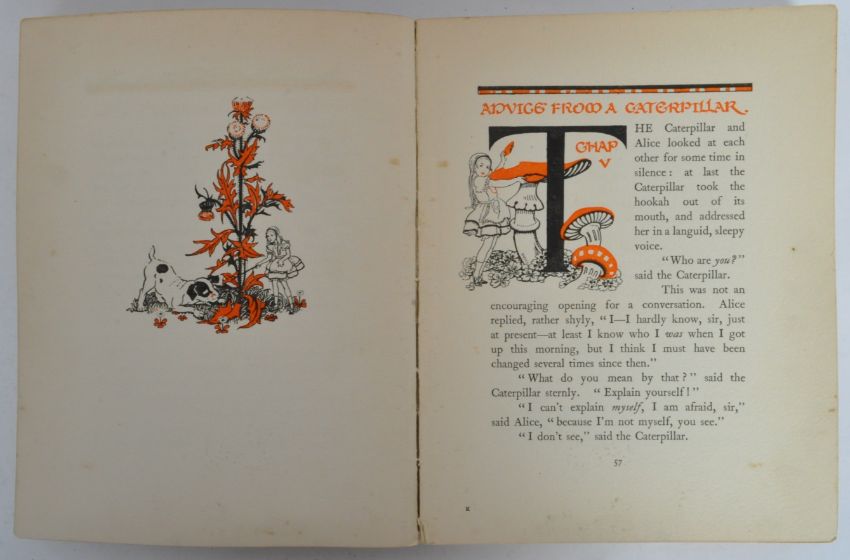 ADVICE FROM A CATERPILLAR.
CHAP
V
THE Caterpillar and
Alice looked at each
other for some time in
silence : at last the
Caterpillar took the
hookah out of its
mouth, and addressed
her in a languid, sleepy
voice.
“Who are you?”
said the Caterpillar.
This was not an
encouraging opening for a conversation. Alice
replied, rather shyly, “I—I hardly know, sir, just
at present—at least I know who I was when I got
up this morning, but I think I must have been
changed several times since then.”
“What do you mean by that?” said the
Caterpillar sternly. “Explain yourself!”
“I can't explain myself, I am afraid, sir,”
said Alice, “because I'm not myself, you see.”
“I don't see,” said the Caterpillar.
57
K